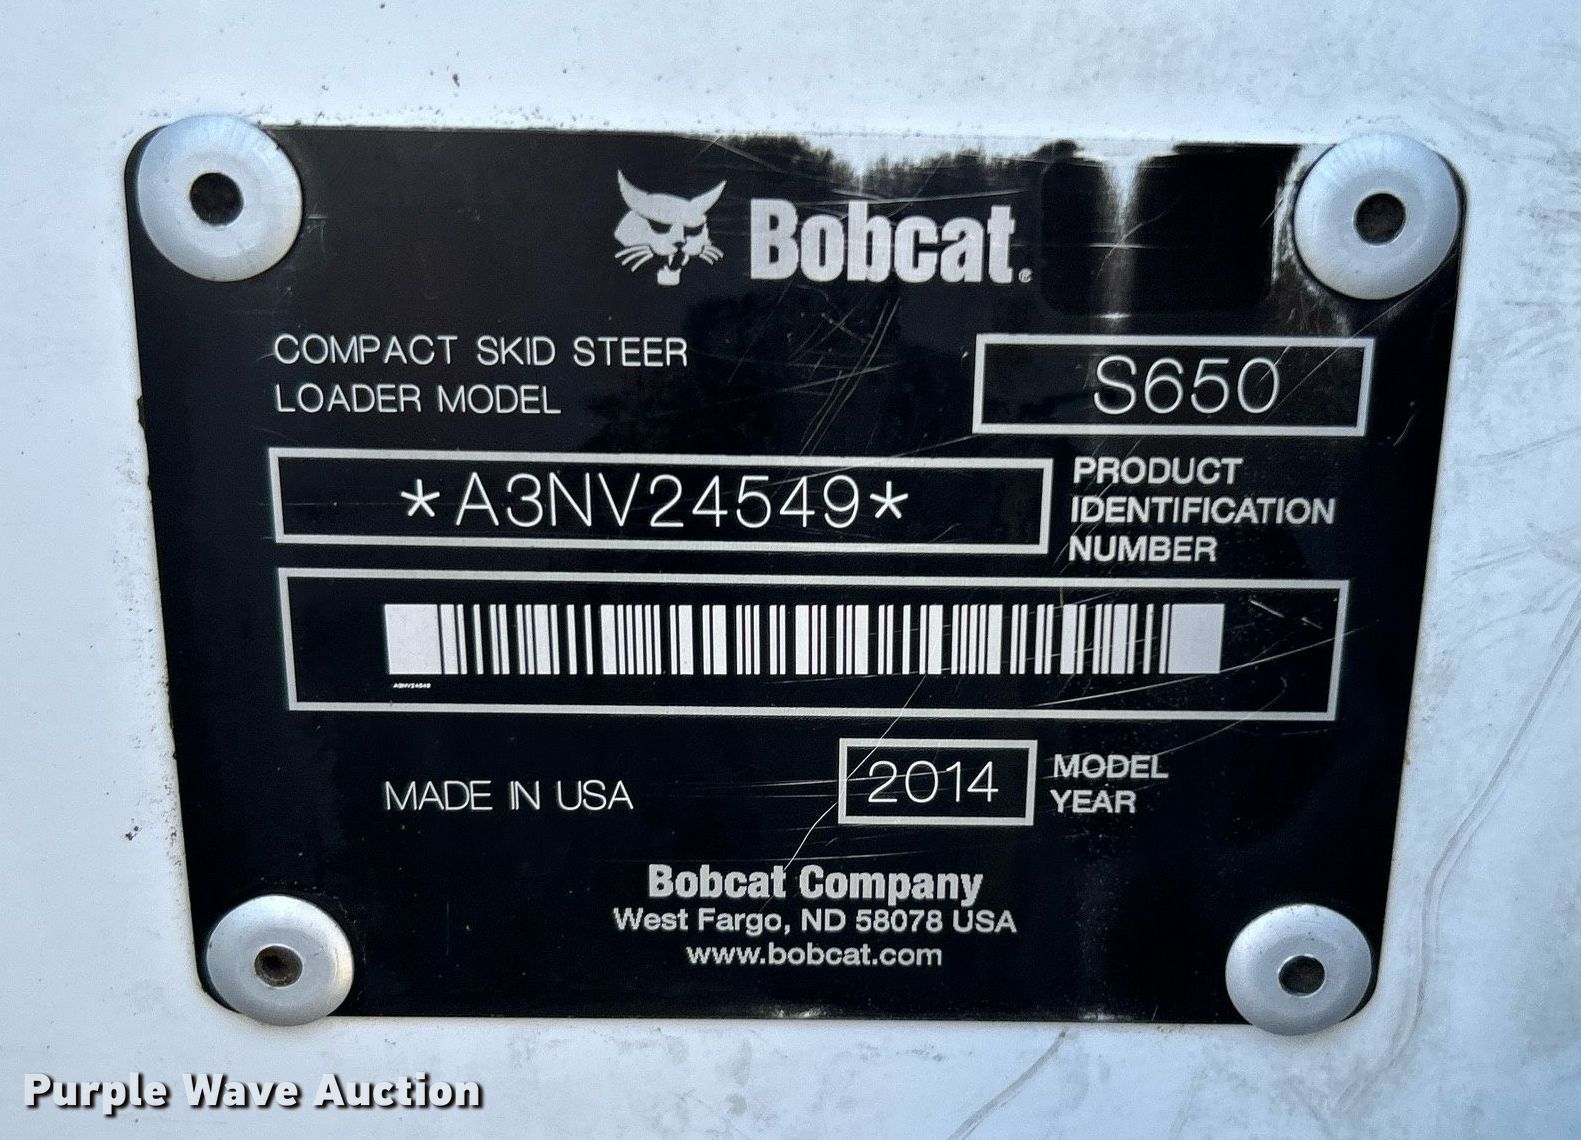 Bobcat®
COMPACT SKID STEER
LOADER MODEL
S650
*A3NV24549*
PRODUCT
IDENTIFICATION
NUMBER
A3NV24549
MADE IN USA
2014
MODEL
YEAR
Bobcat Company
West Fargo, ND 58078 USA
www.bobcat.com
Purple Wave Auction